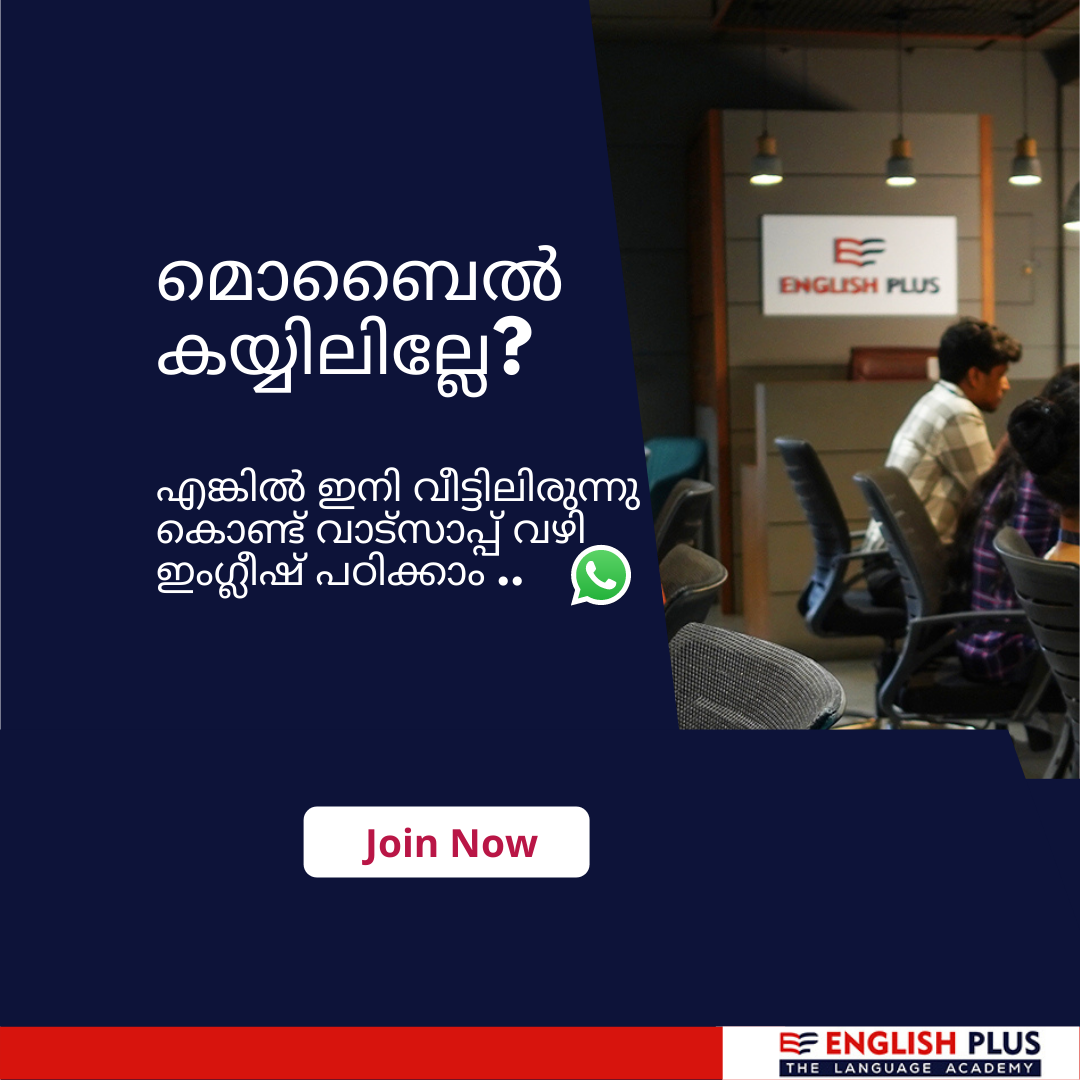 മൊബൈൽ
കയ്യിലില്ലേ?
എങ്കിൽ ഇനി വീട്ടിലിരുന്നു
കൊണ്ട് വാട്സാപ്പ് വഴി
ഇംഗ്ലീഷ് പഠിക്കാം ..
Join Now
ENGLISH PLUS
ENGLISH PLUS
THE LANGUAGE ACADEMY